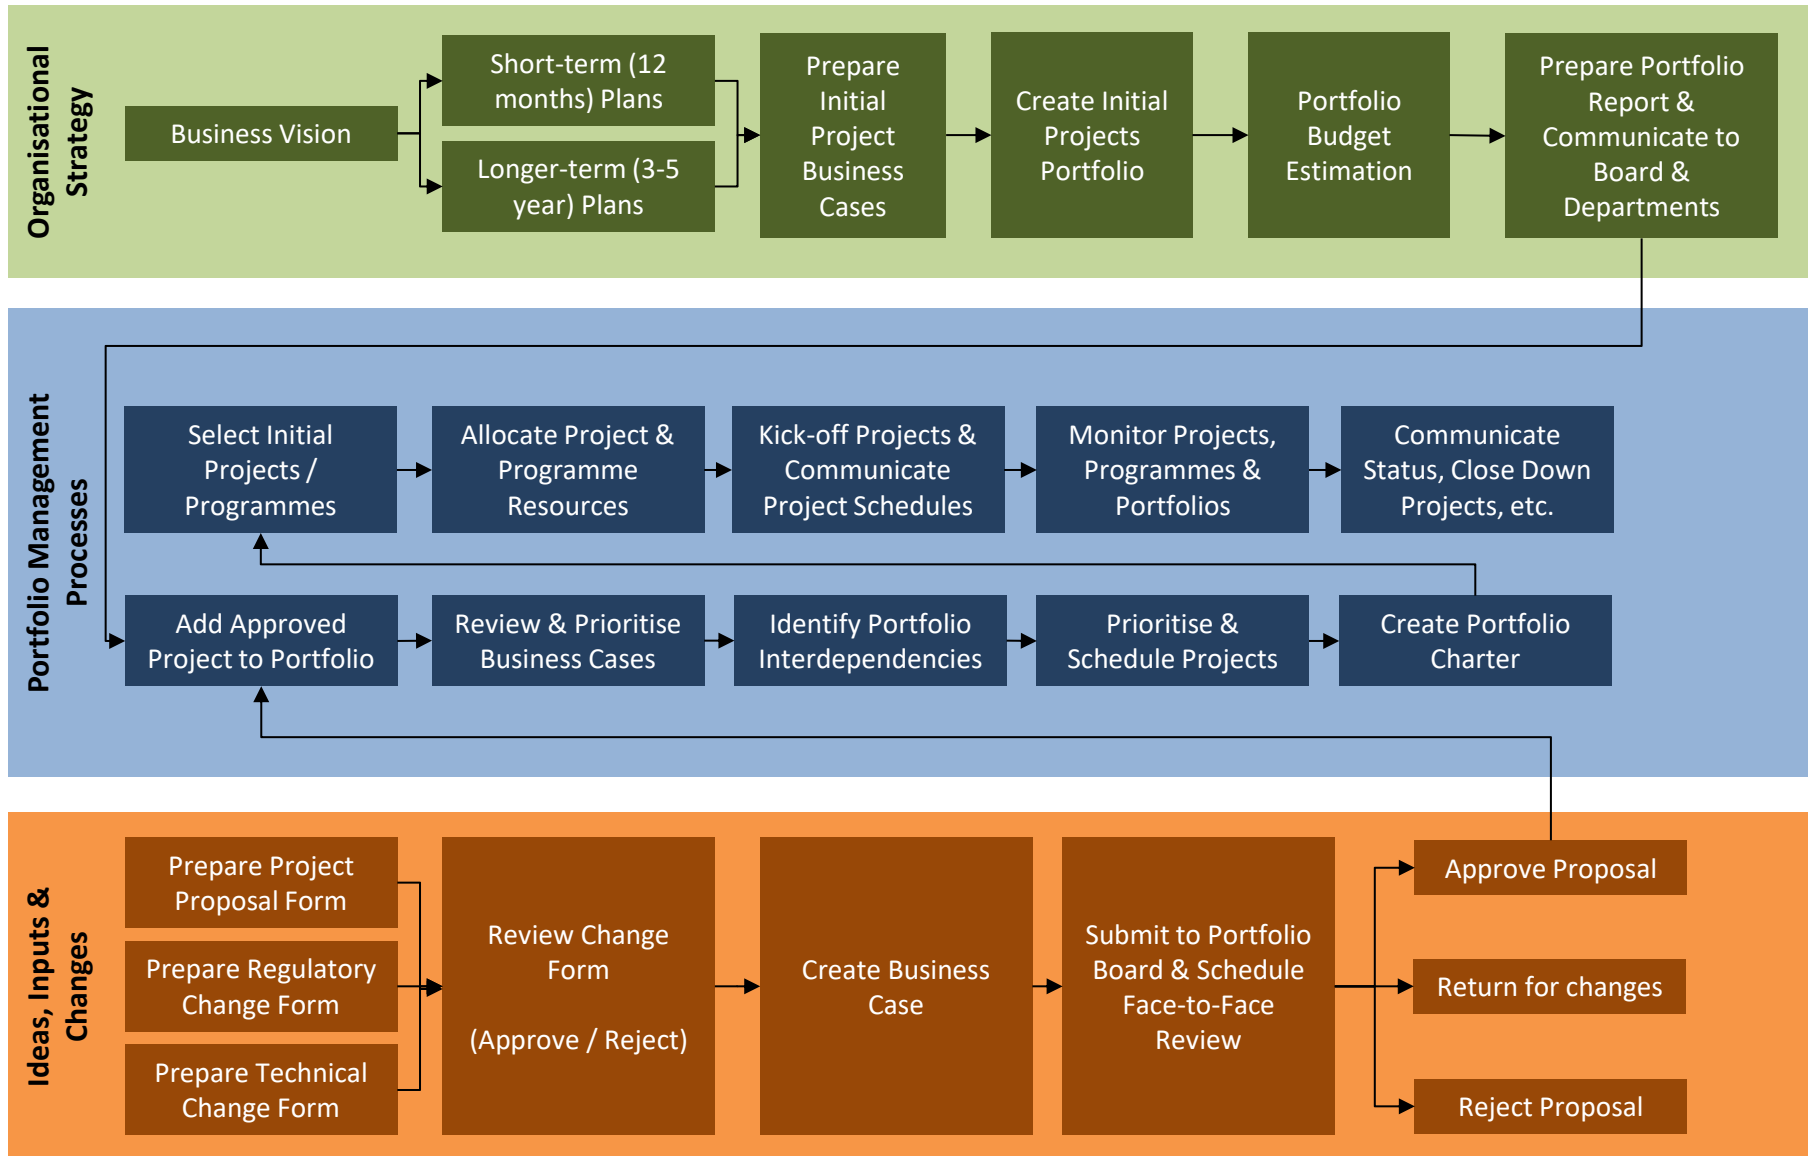 Organisational
Strategy
Business Vision
Short-term (12
months) Plans
Longer-term (3-5
year) Plans
Prepare
Initial
Project
Business
Cases
Create Initial
Projects
Portfolio
Portfolio
Budget
Estimation
Prepare Portfolio
Report &
Communicate to
Board &
Departments
Portfolio Management
Processes
Select Initial
Projects /
Programmes
Allocate Project &
Programme
Resources
Kick-off Projects &
Communicate
Project Schedules
Monitor Projects,
Programmes &
Portfolios
Communicate
Status, Close Down
Projects, etc.
Add Approved
Project to Portfolio
Review & Prioritise
Business Cases
Identify Portfolio
Interdependencies
Prioritise &
Schedule Projects
Create Portfolio
Charter
Ideas, Inputs &
Changes
Prepare Project
Proposal Form
Prepare Regulatory
Change Form
Prepare Technical
Change Form
Review Change
Form
(Approve / Reject)
Create Business
Case
Submit to Portfolio
Board & Schedule
Face-to-Face
Review
Approve Proposal
Return for changes
Reject Proposal